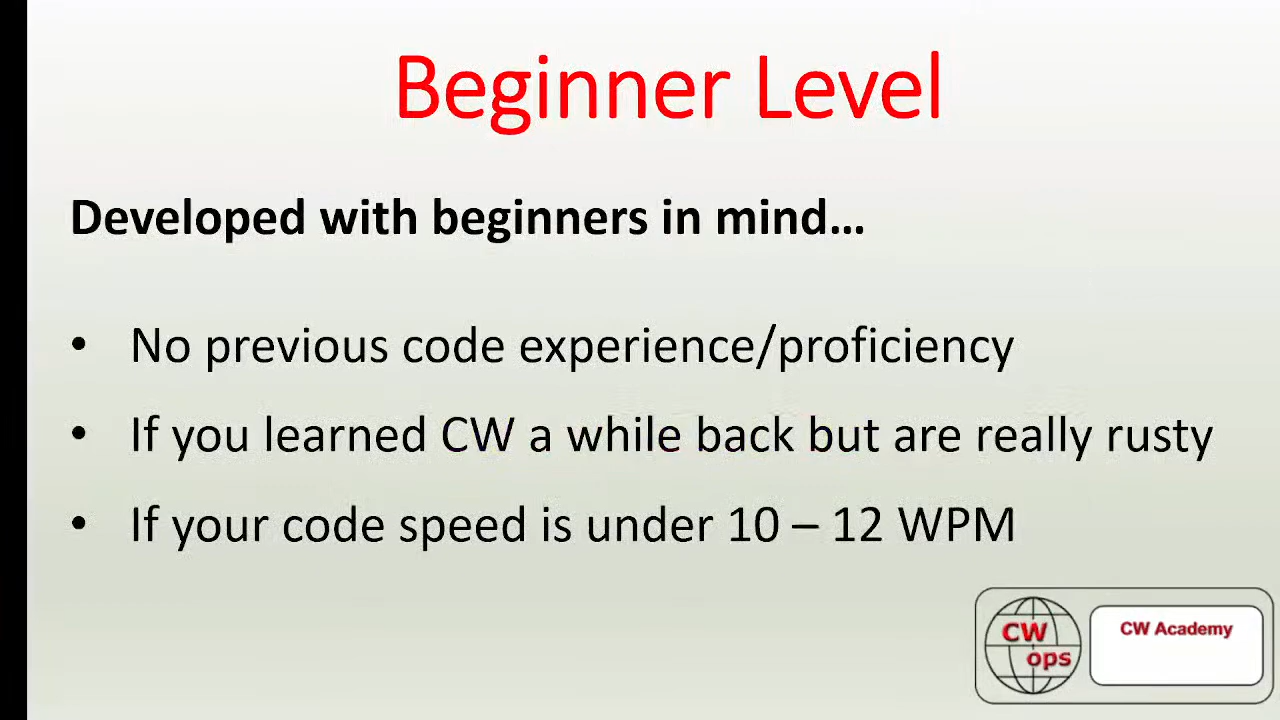 Beginner Level
Developed with beginners in mind…
• No previous code experience/proficiency
• If you learned CW a while back but are really rusty
• If your code speed is under 10 – 12 WPM
CW
ops
CW Academy